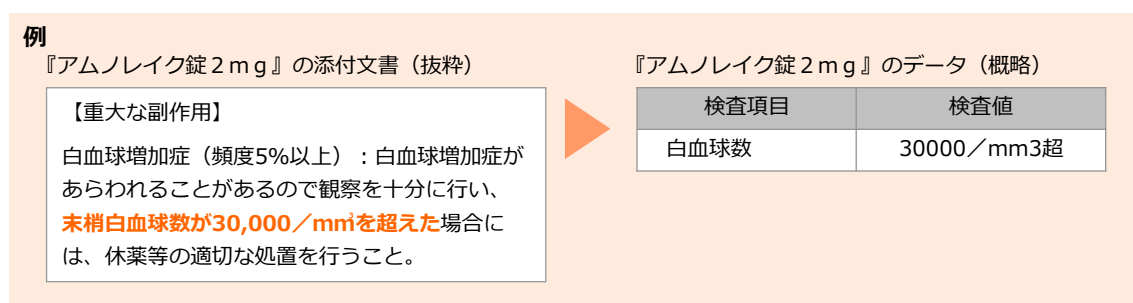 例
『アムノレイク錠2mg』の添付文書（抜粋）
【重大な副作用】
白血球増加症（頻度5%以上）：白血球増加症が
あらわれることがあるので観察を十分に行い、
末梢白血球数が30,000／mm³を超えた場合に
は、休薬等の適切な処置を行うこと。
『アムノレイク錠2mg』のデータ（概略）
検査項目 検査値
白血球数 30000／mm3超